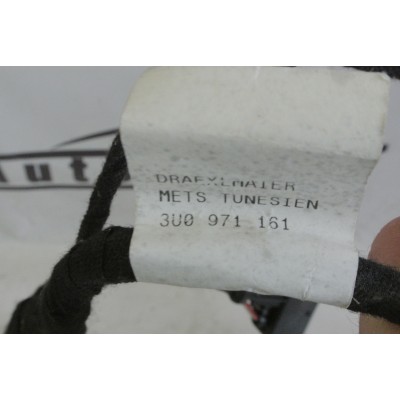 DRAEXLMAIER
METS TUNESIEN
3U0 971 161